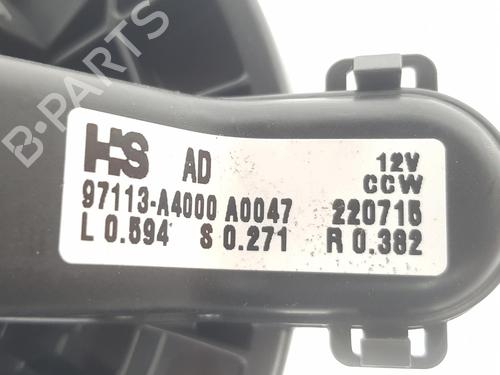 HS AD 12V
CCW
97113-A4000 A0047 220715
L 0.594 S 0.271 R 0.382
B-PARTS